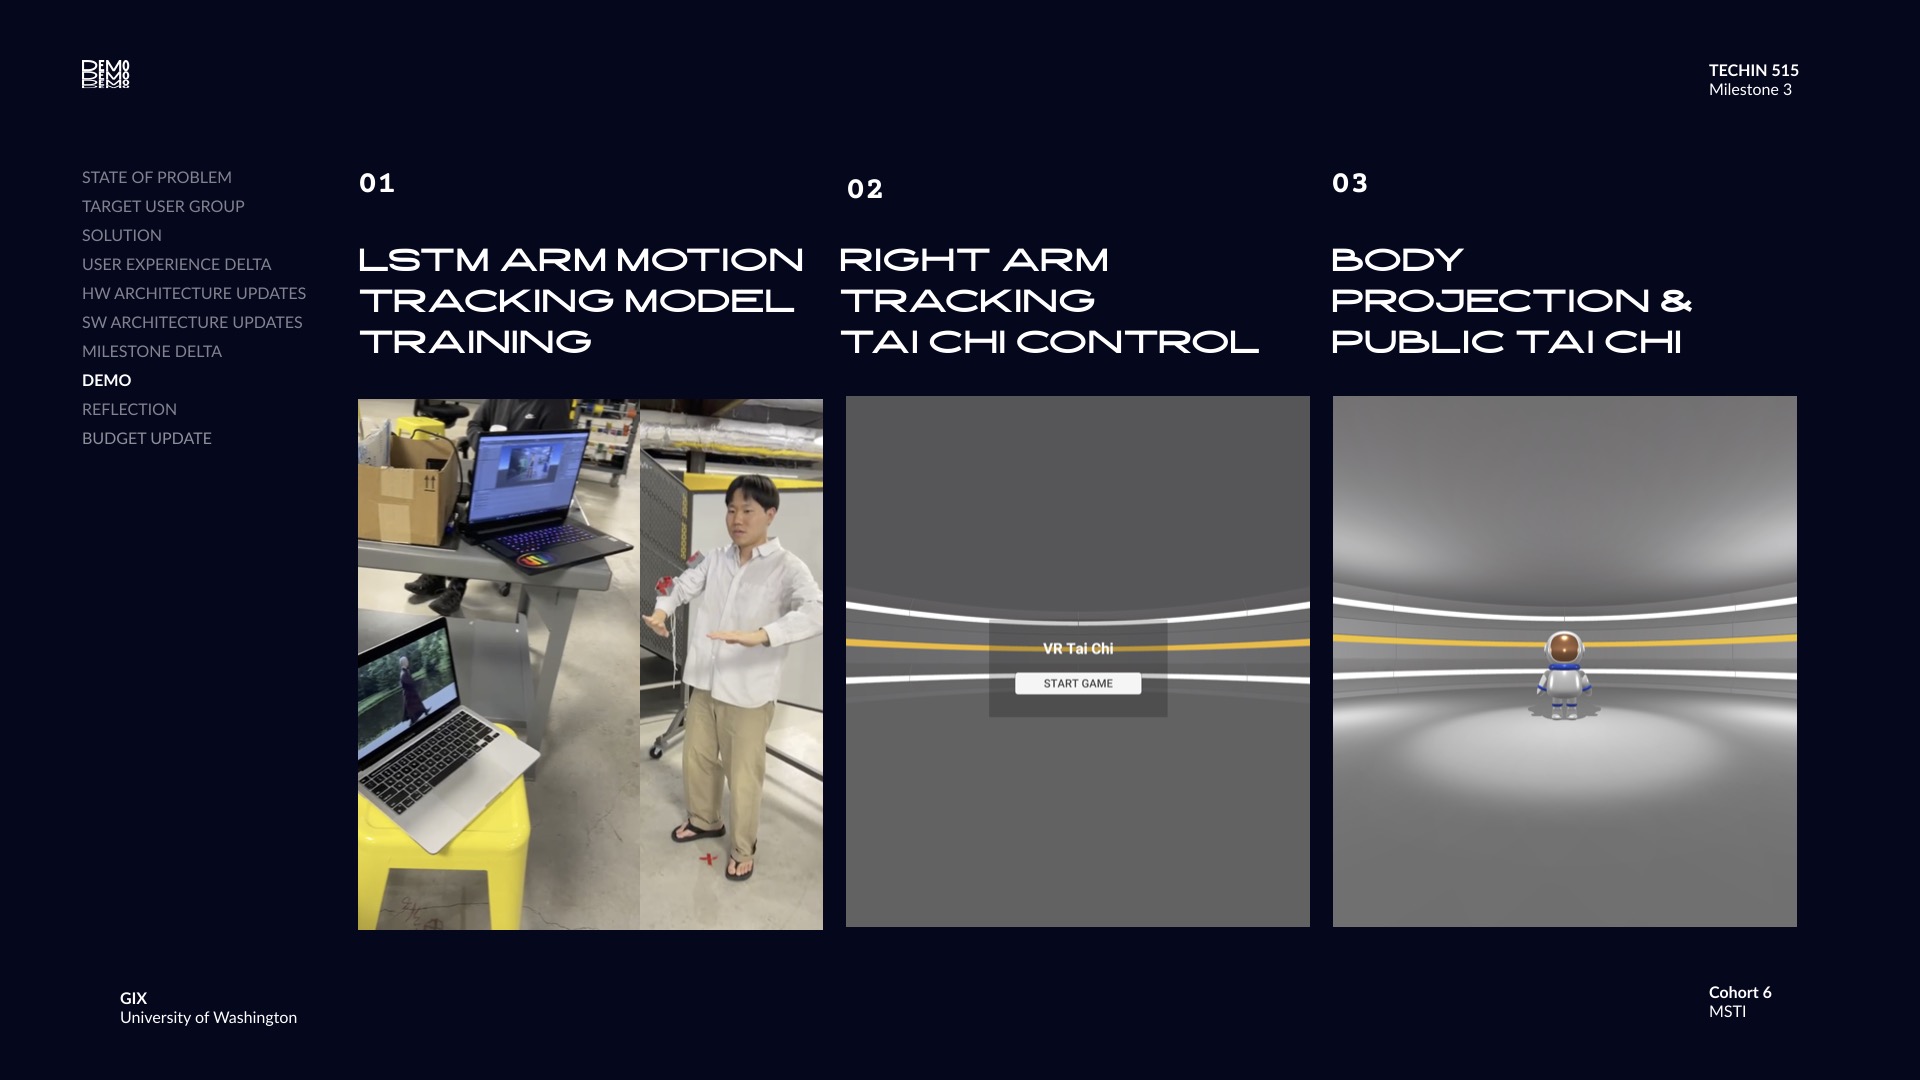 DEMO
DEMO
DEMO
TECHIN 515
Milestone 3
STATE OF PROBLEM
TARGET USER GROUP
SOLUTION
USER EXPERIENCE DELTA
HW ARCHITECTURE UPDATES
SW ARCHITECTURE UPDATES
MILESTONE DELTA
DEMO
REFLECTION
BUDGET UPDATE
01
LSTM ARM MOTION
TRACKING MODEL
TRAINING
02
RIGHT ARM
TRACKING
TAI CHI CONTROL
VR Tai Chi
START GAME
03
BODY
PROJECTION &
PUBLIC TAI CHI
GIX
University of Washington
Cohort 6
MSTI